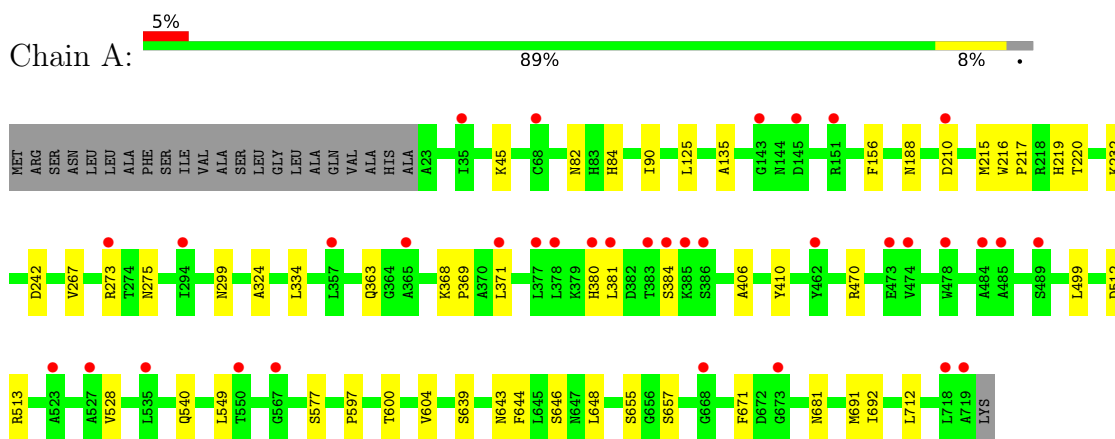 5%
Chain A:
89% 8% •
MET ARG SER ASN LEU LEU ALA PHE SER ILE VAL ALA SER LEU GLY LEU ALA GLN VAL ALA HIS ALA A23 I35 K45 C68 N82 H83 H84 I90 L125 A135 G143 N144 D145 R151 F156 N188 D210 M215 W216 P217 R218 H219 T220
D242 V267 R273 T274 N275 I294 N299 A324 L334 L357 Q363 G364 A365 K368 P369 A370 L371 L377 L378 K379 H380 L381 D382 T383 S384 K385 S386 A406 Y410 Y462 R470 E473 V474 W478 A484 A485 S489 L499
R513 A523 A527 V528 L535 Q540 L549 T550 G567 S577 P597 T600 V604 S639 N643 F644 L645 S646 N647 L648 S655 G656 S657 G668 F671 D672 G673 N681 M691 I692 L712 L718 A719 LYS